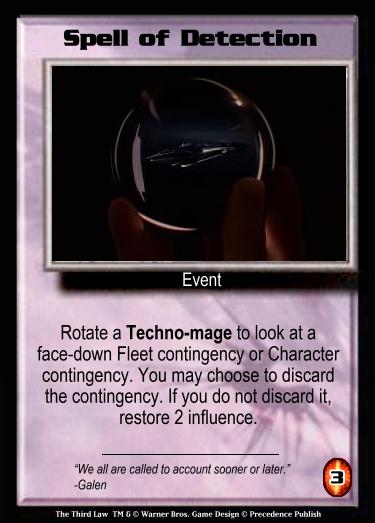 Spell of Detection
Event
Rotate a Techno-mage to look at a
face-down Fleet contingency or Character
contingency. You may choose to discard
the contingency. If you do not discard it,
restore 2 influence.
“We all are called to account sooner or later.”
-Galen
3
The Third Law TM & © Warner Bros. Game Design © Precedence Publish